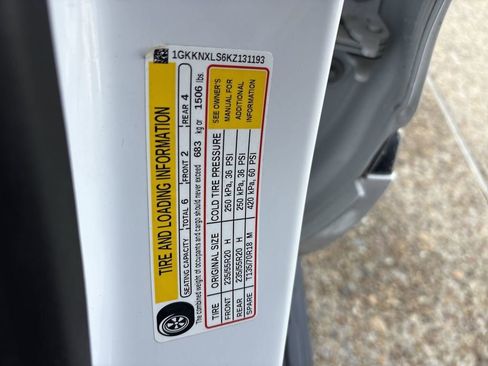 1GKKNXLS6KZ131193
TIRE AND LOADING INFORMATION
SEATING CAPACITY TOTAL 6 FRONT 2 REAR 4
The combined weight of occupants and cargo should never exceed 683 kg or 1506 lbs.
TIRE ORIGINAL SIZE COLD TIRE PRESSURE
FRONT 235/55R20 H 250 kPa, 36 PSI
REAR 235/55R20 H 250 kPa, 36 PSI
SPARE T135/70R18 M 420 kPa, 60 PSI
SEE OWNER'S
MANUAL FOR
ADDITIONAL
INFORMATION